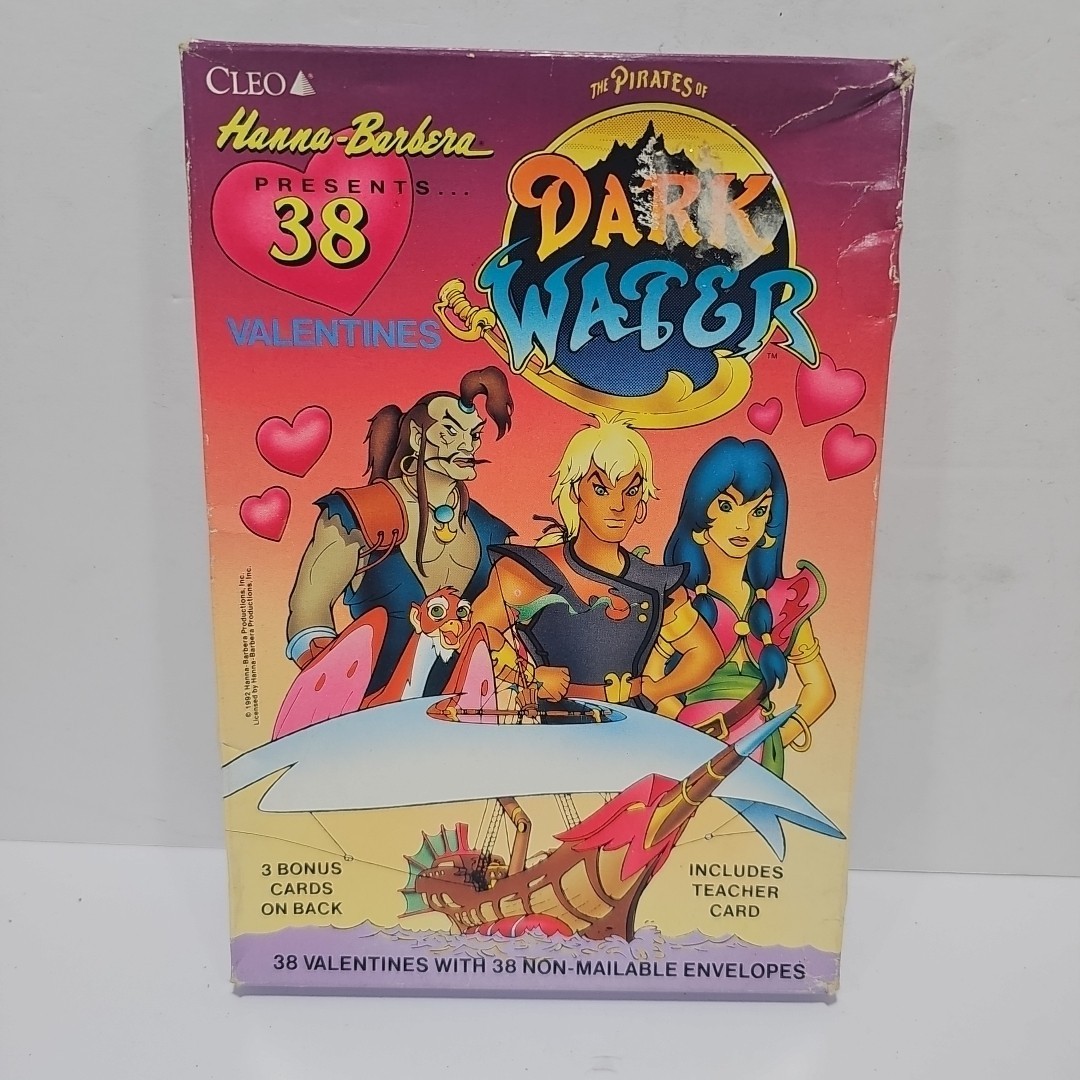 CLEO
Hanna-Barbera
PRESENTS...
38
VALENTINES
THE PIRATES OF
DARK
WATER
TM
© 1992 Hanna-Barbera Productions, Inc.
Licensed by Hanna-Barbera Productions, Inc.
3 BONUS
CARDS
ON BACK
INCLUDES
TEACHER
CARD
38 VALENTINES WITH 38 NON-MAILABLE ENVELOPES